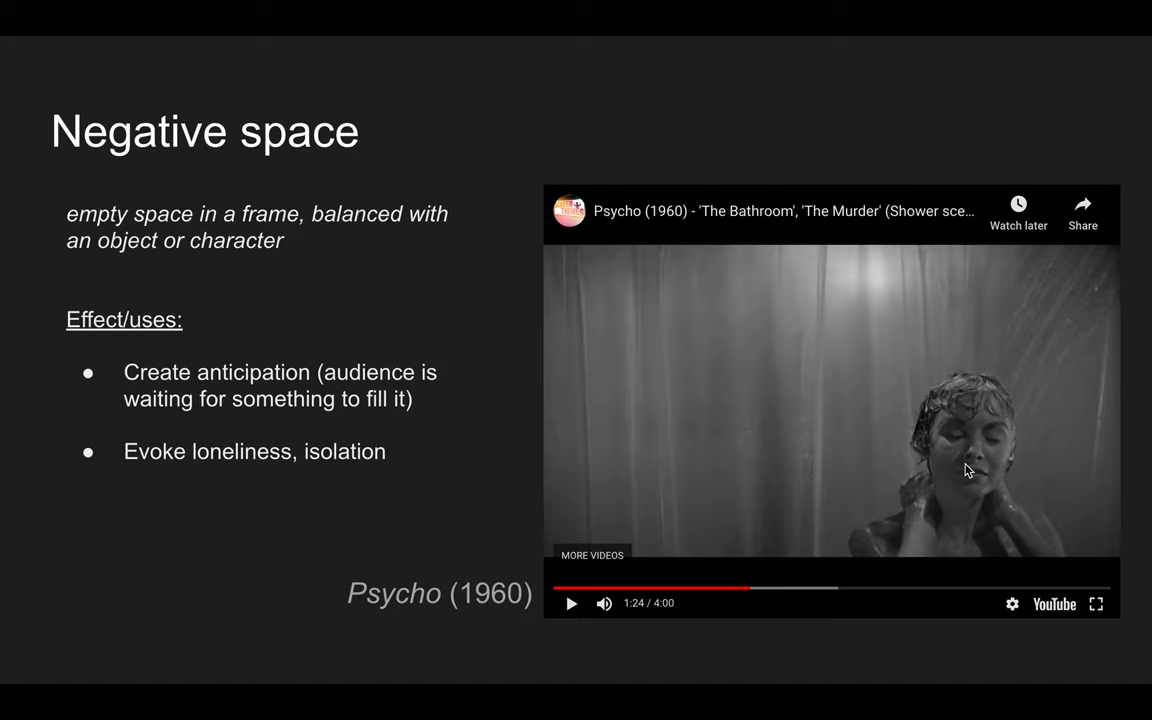 Negative space
empty space in a frame, balanced with
an object or character
Effect/uses:
● Create anticipation (audience is
waiting for something to fill it)
● Evoke loneliness, isolation
Psycho (1960)
Psycho (1960) - 'The Bathroom', 'The Murder' (Shower sce...
Watch later
Share
MORE VIDEOS
1:24 / 4:00
YouTube